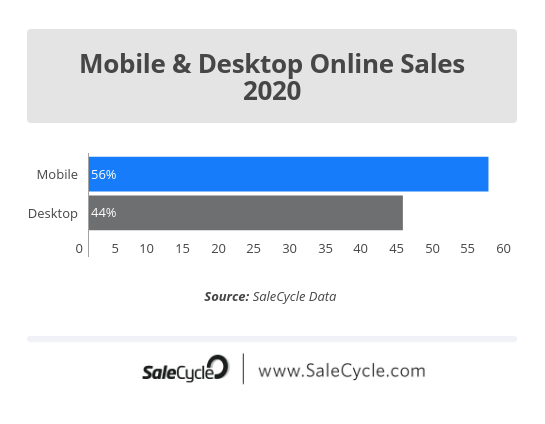 Mobile & Desktop Online Sales
2020
Mobile 56%
Desktop 44%
0 5 10 15 20 25 30 35 40 45 50 55 60
Source: SaleCycle Data
SaleCycle www.SaleCycle.com